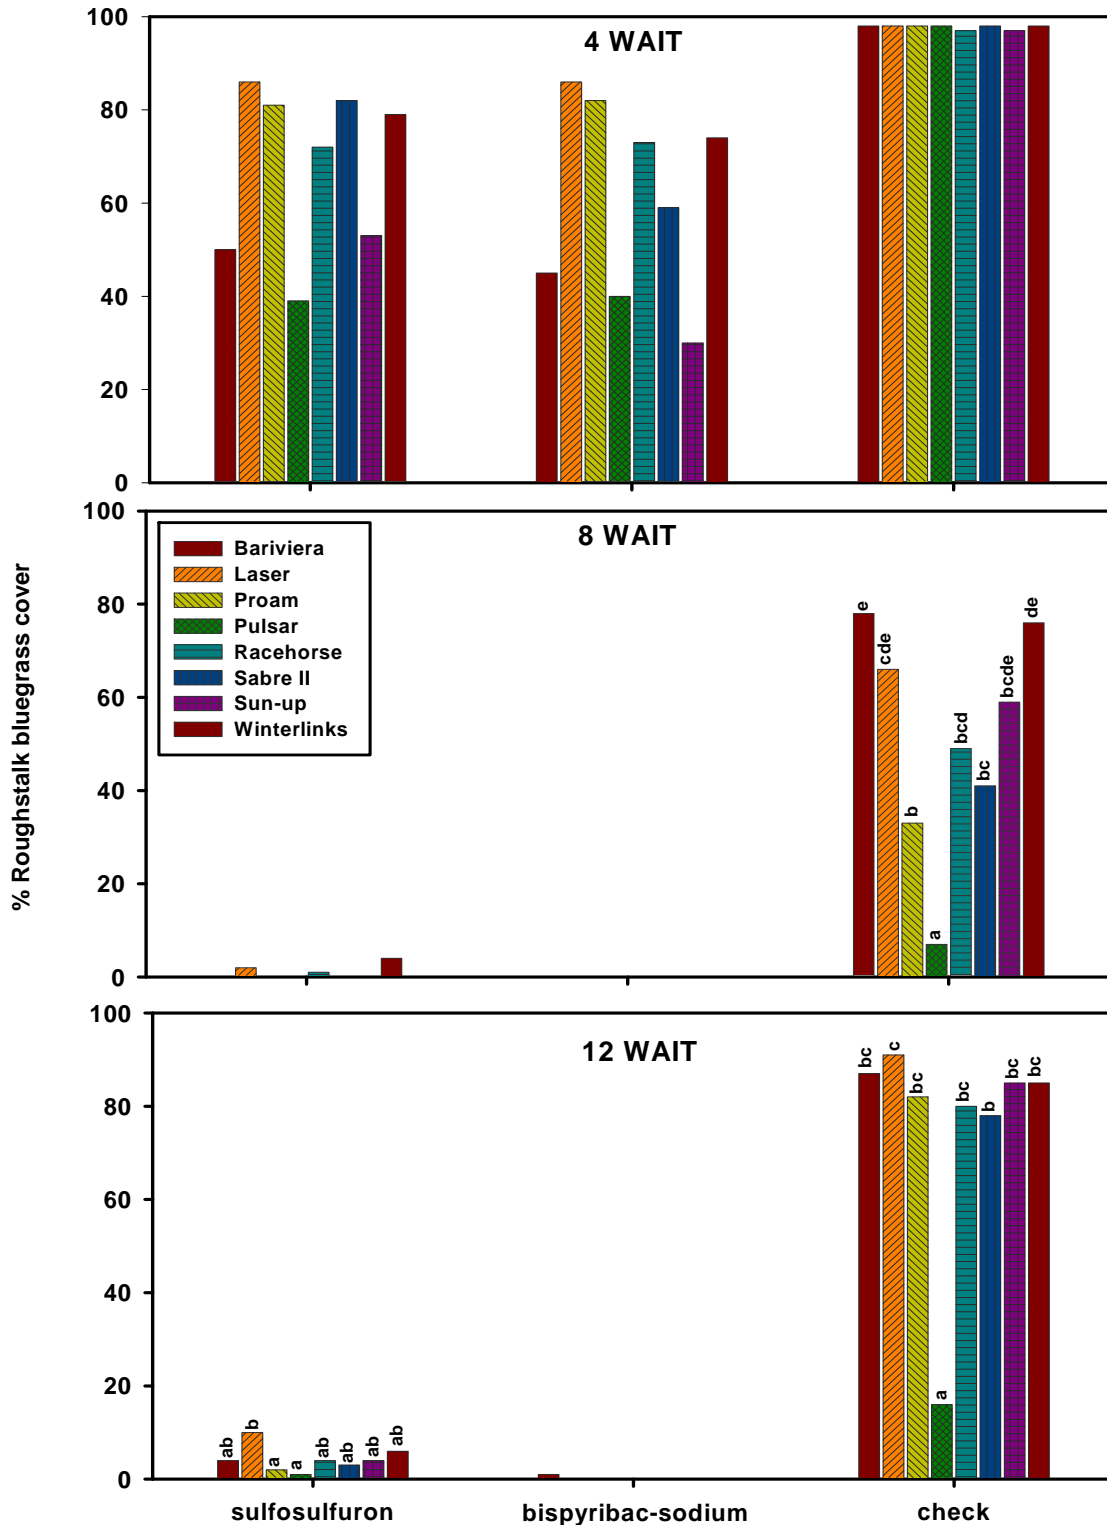 % Roughstalk bluegrass cover
4 WAIT
100
80
60
40
20
0
8 WAIT
100
80
60
40
20
0
Bariviera
Laser
Proam
Pulsar
Racehorse
Sabre II
Sun-up
Winterlinks
e
cde
b
a
bcd
bc
bcde
de
12 WAIT
100
80
60
40
20
0
ab
b
a
a
ab
ab
ab
ab
bc
c
bc
a
bc
b
bc
bc
sulfosulfuron
bispyribac-sodium
check